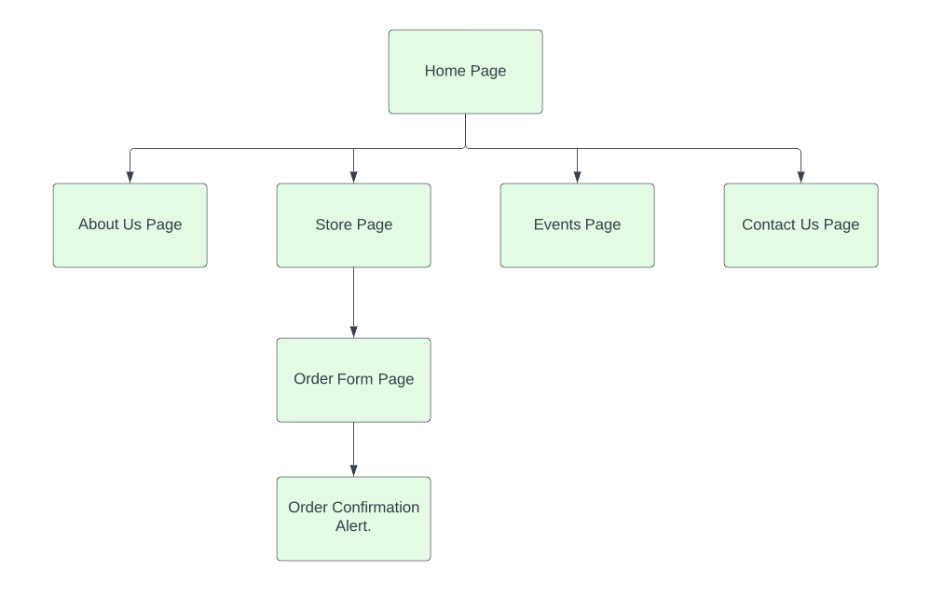 Home Page
About Us Page
Store Page
Events Page
Contact Us Page
Order Form Page
Order Confirmation
Alert.